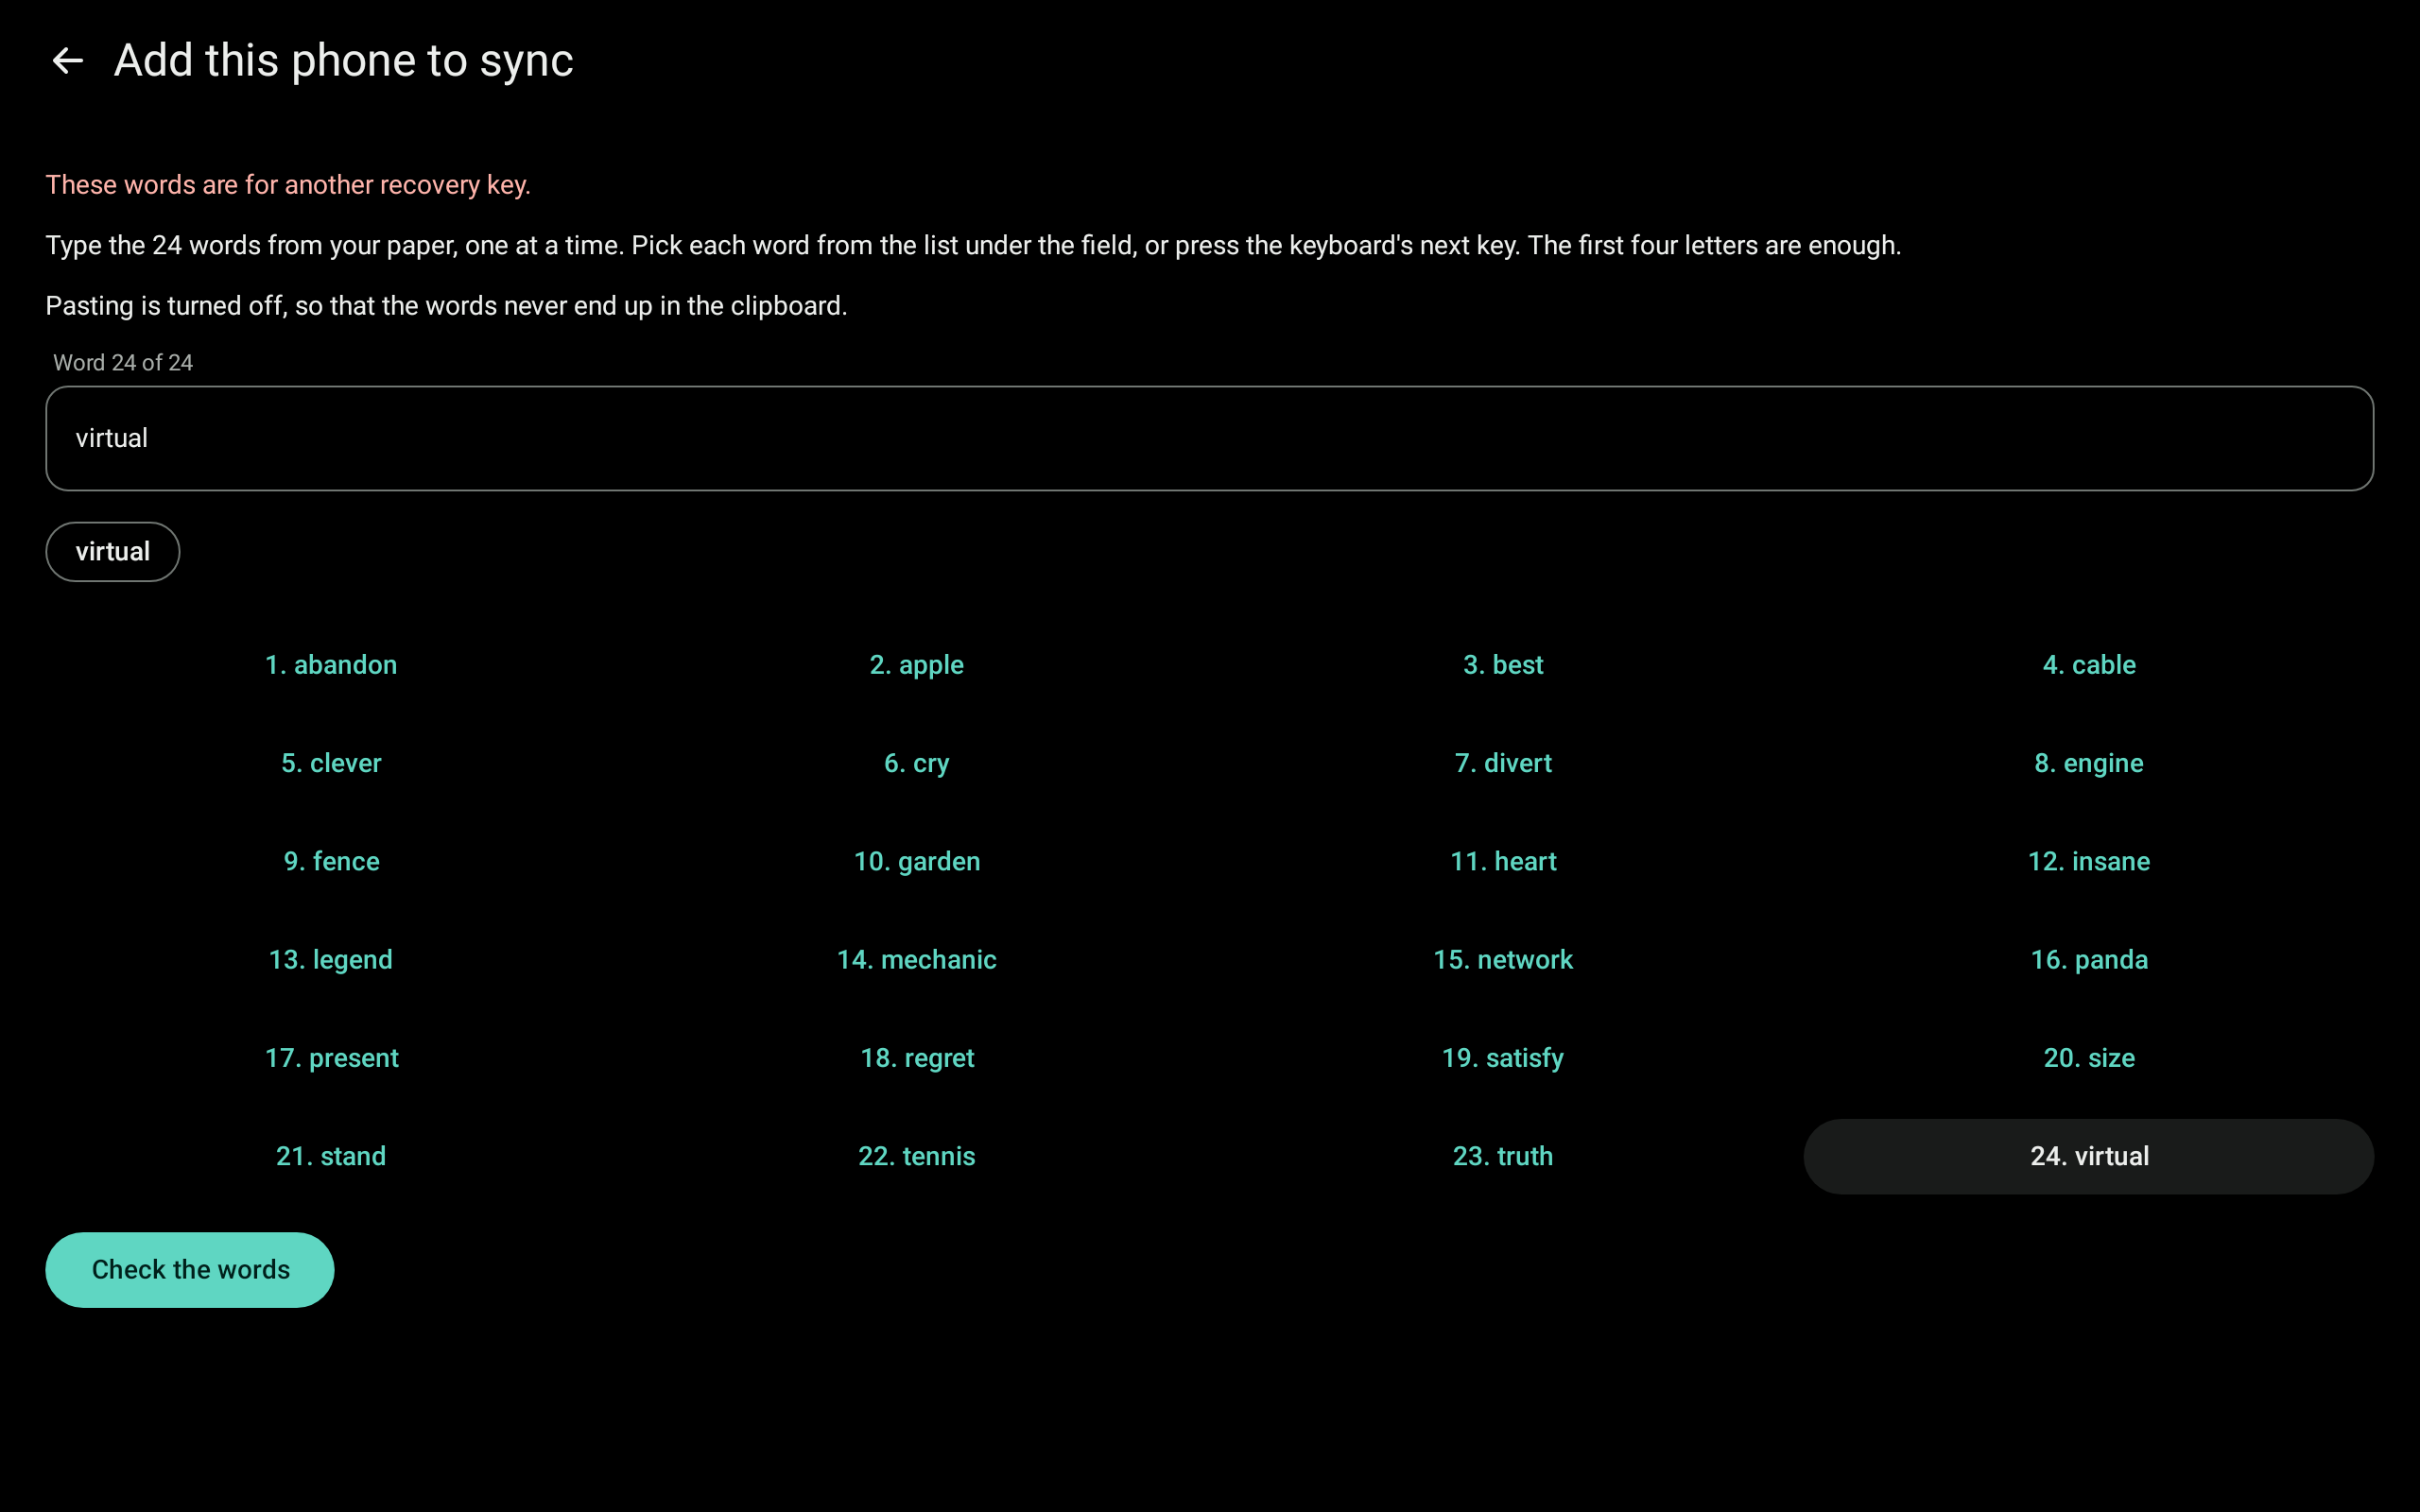 Add this phone to sync
These words are for another recovery key.
Type the 24 words from your paper, one at a time. Pick each word from the list under the field, or press the keyboard's next key. The first four letters are enough.
Pasting is turned off, so that the words never end up in the clipboard.
Word 24 of 24
virtual
virtual
1. abandon 2. apple 3. best 4. cable
5. clever 6. cry 7. divert 8. engine
9. fence 10. garden 11. heart 12. insane
13. legend 14. mechanic 15. network 16. panda
17. present 18. regret 19. satisfy 20. size
21. stand 22. tennis 23. truth 24. virtual
Check the words